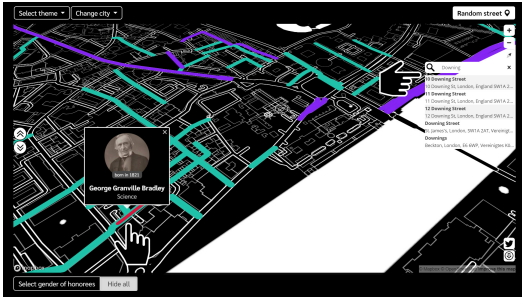 Select theme
Change city
Random street
Downing
10 Downing Street
10 Downing St, London, England SW1A 2...
11 Downing Street
11 Downing St, London, England SW1A 2...
12 Downing Street
12 Downing St, London, England SW1A 2...
Downing Street
St. James's, London, SW1A 2AT, Vereinigt...
Downings
Beckton, London, E6 6WP, Vereinigtes Kö...
born in 1821
George Granville Bradley
Science
Select gender of honorees
Hide all